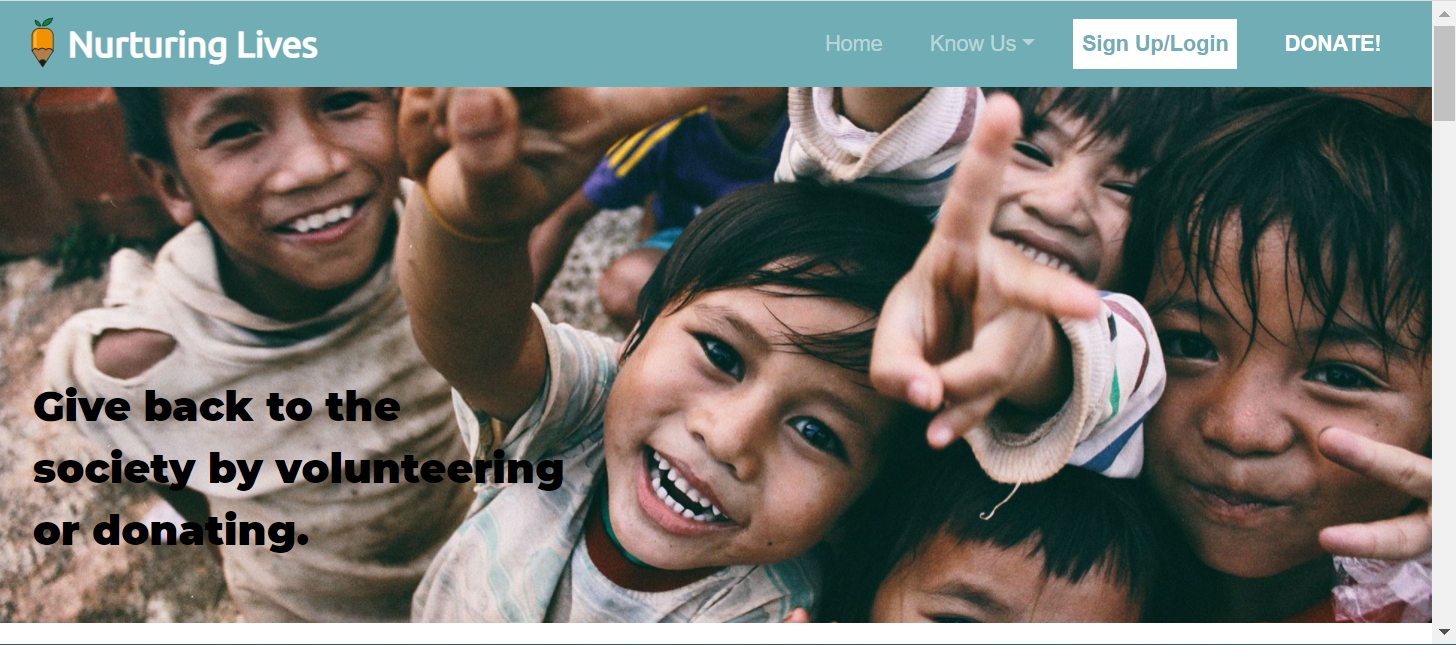 Nurturing Lives
Home Know Us Sign Up/Login DONATE!
Give back to the
society by volunteering
or donating.